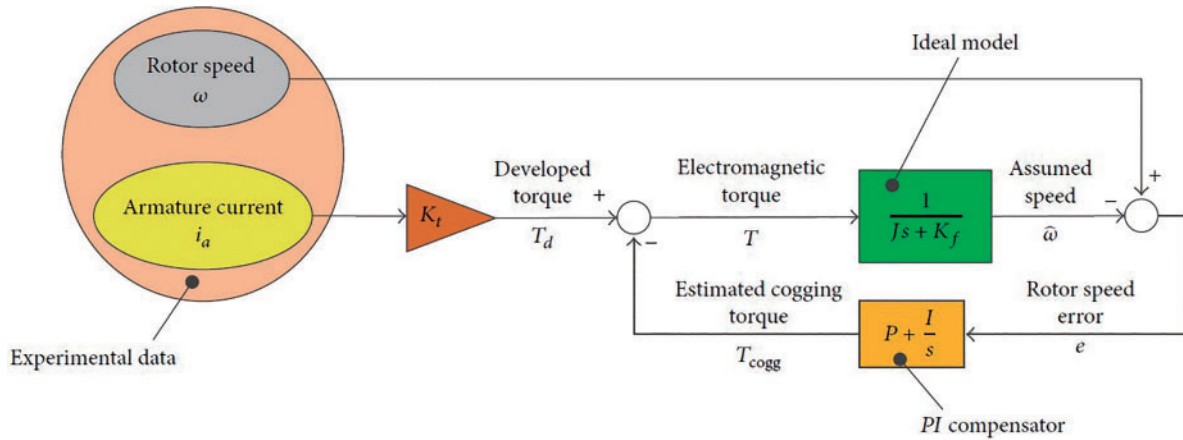 Ideal model
Rotor speed
ω
+
Developed
torque
Electromagnetic
torque
Assumed
speed
+
−
Armature current
i_a
K_t
T_d
−
T
1
Js + K_f
ω̂
Estimated cogging
torque
Rotor speed
error
P + I
s
T_cogg
e
Experimental data
PI compensator